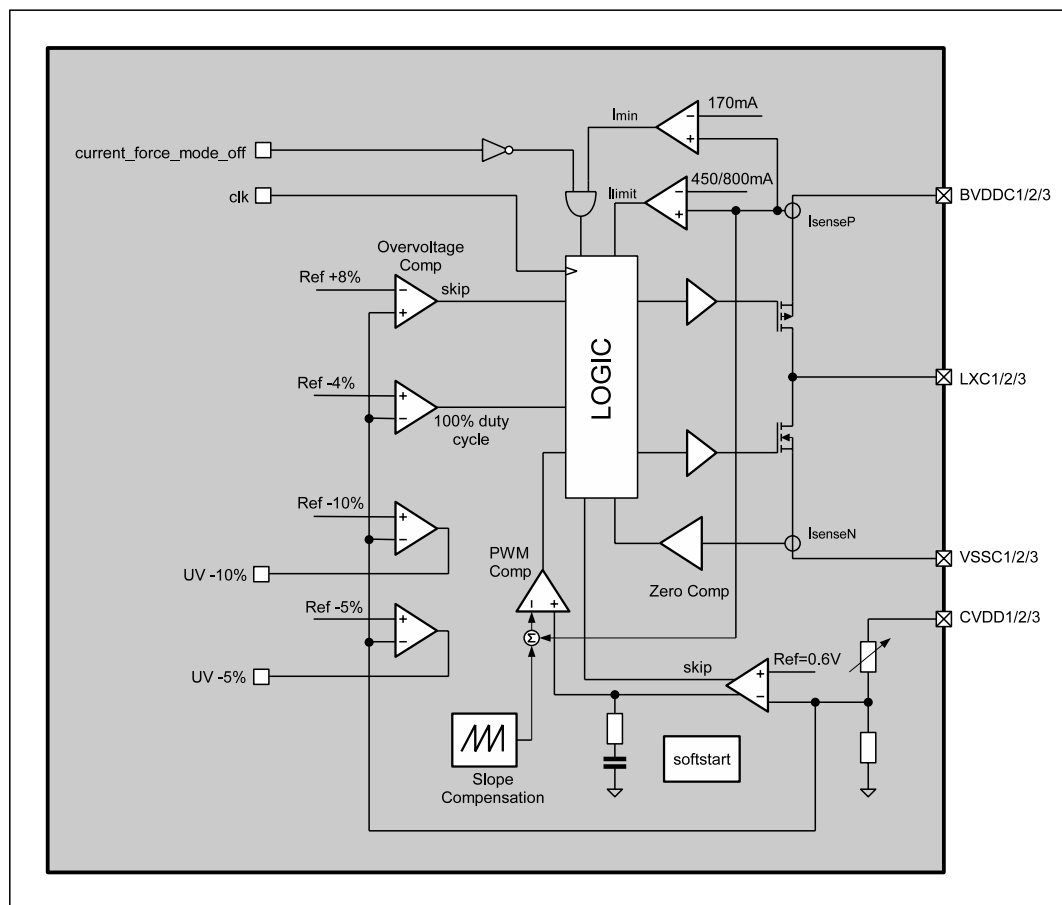 170mA
Imin
current_force_mode_off
450/800mA
clk
Ilimit
BVDDC1/2/3
IsenseP
Overvoltage
Comp
Ref +8%
skip
LOGIC
Ref -4%
LXC1/2/3
100% duty
cycle
Ref -10%
IsenseN
PWM
Comp
VSSC1/2/3
UV -10%
Zero Comp
Ref -5%
CVDD1/2/3
Σ
Ref=0.6V
UV -5%
skip
softstart
Slope
Compensation